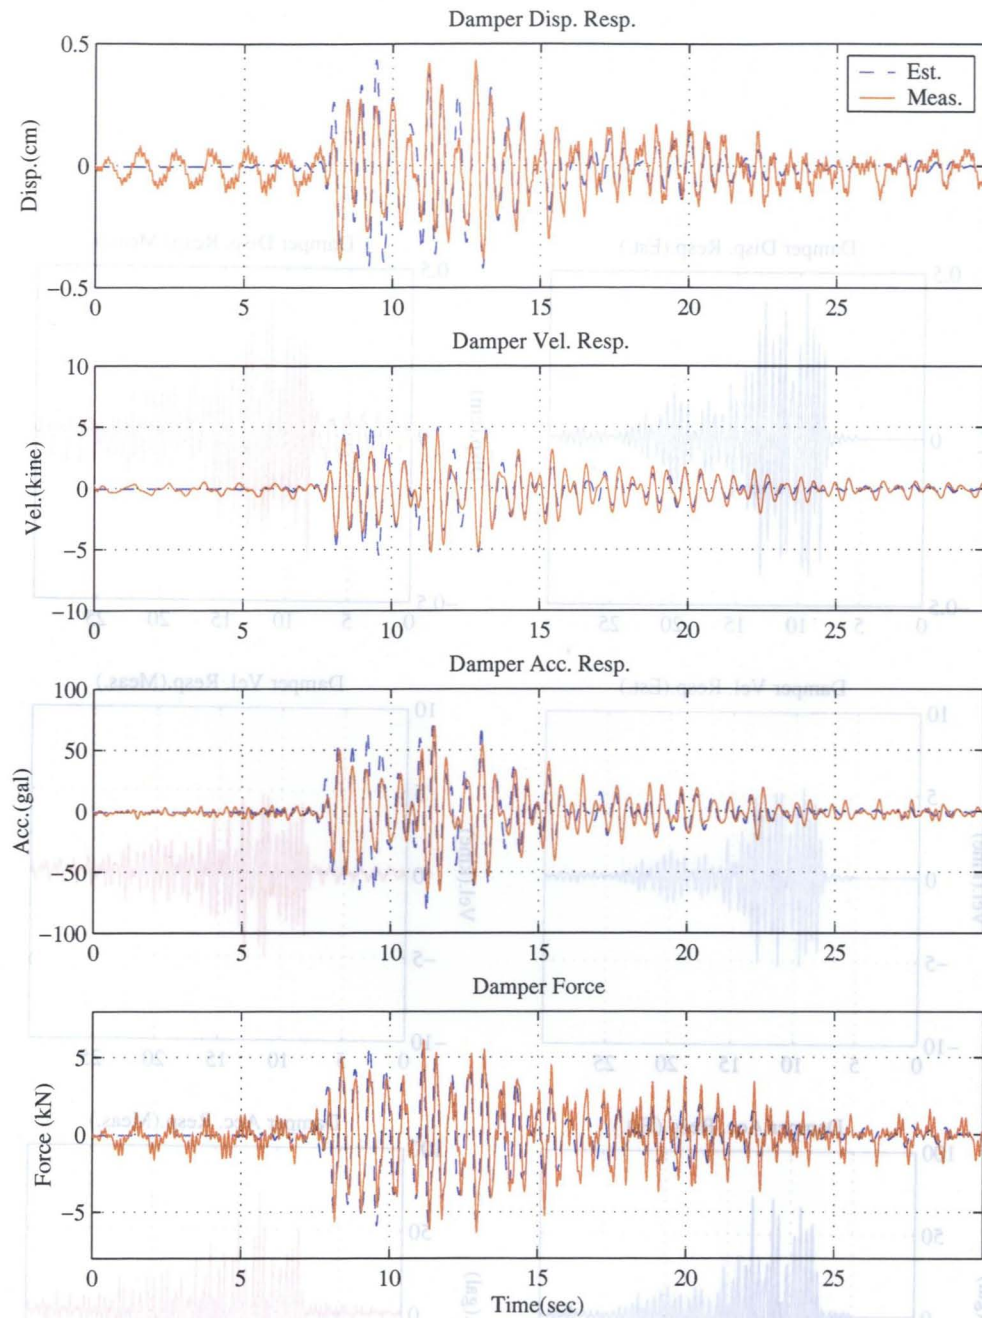 Damper Disp. Resp.
0.5
0
−0.5
Disp.(cm)
Est.
Meas.
0 5 10 15 20 25
Damper Vel. Resp.
10
5
0
−5
−10
Vel.(kine)
0 5 10 15 20 25
Damper Acc. Resp.
100
50
0
−50
−100
Acc.(gal)
0 5 10 15 20 25
Damper Force
5
0
−5
Force (kN)
0 5 10 15 20 25
Time(sec)